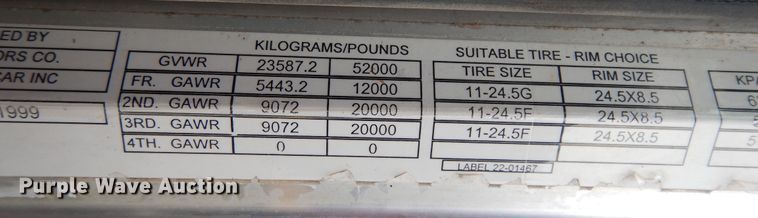 ED BY
ORS CO.
CAR INC
1999
KILOGRAMS/POUNDS
GVWR 23587.2 52000
FR. GAWR 5443.2 12000
2ND. GAWR 9072 20000
3RD. GAWR 9072 20000
4TH. GAWR 0 0
SUITABLE TIRE - RIM CHOICE
TIRE SIZE RIM SIZE
11-24.5G 24.5X8.5
11-24.5F 24.5X8.5
11-24.5F 24.5X8.5
LABEL 22-01467
KP
Purple Wave Auction